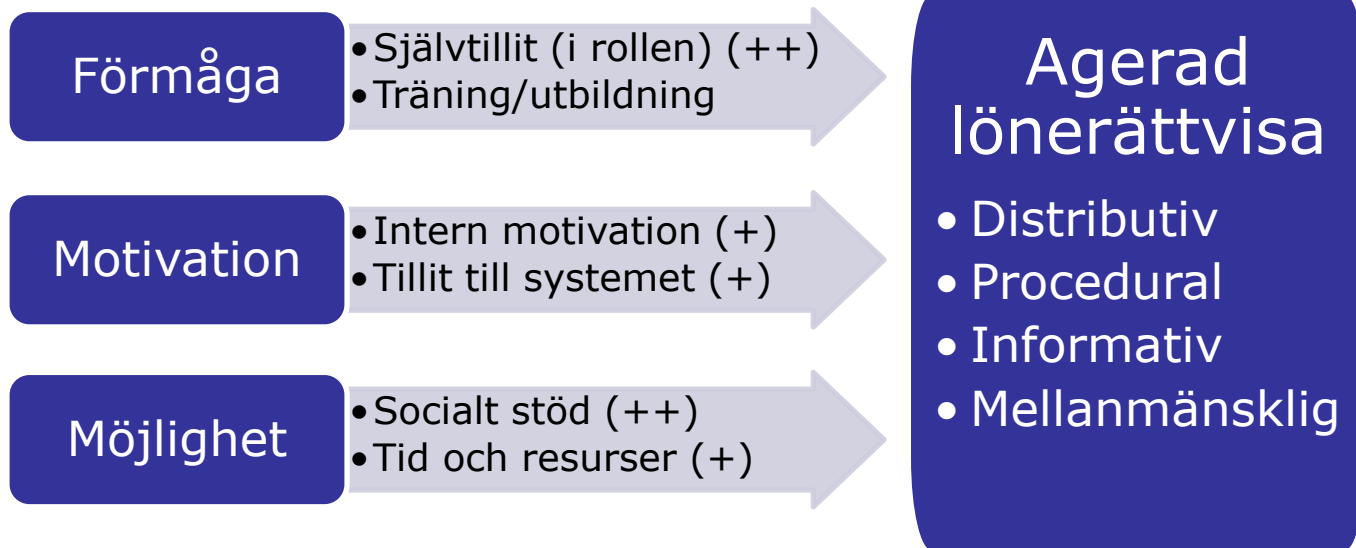 Förmåga
•Självtillit (i rollen) (++)
•Träning/utbildning
Motivation
•Intern motivation (+)
•Tillit till systemet (+)
Möjlighet
•Socialt stöd (++)
•Tid och resurser (+)
Agerad
lönerättvisa
• Distributiv
• Procedural
• Informativ
• Mellanmänsklig